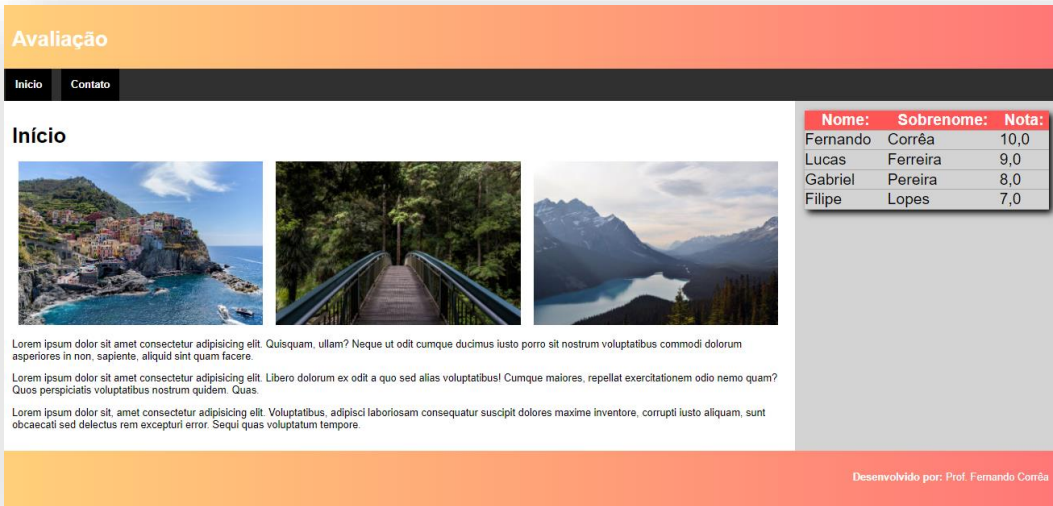 Avaliação
Inicio Contato
Início
Lorem ipsum dolor sit amet consectetur adipisicing elit. Quisquam, ullam? Neque ut odit cumque ducimus iusto porro sit nostrum voluptatibus commodi dolorum
asperiores in non, sapiente, aliquid sint quam facere.
Lorem ipsum dolor sit amet consectetur adipisicing elit. Libero dolorum ex odit a quo sed alias voluptatibus! Cumque maiores, repellat exercitationem odio nemo quam?
Quos perspiciatis voluptatibus nostrum quidem. Quas.
Lorem ipsum dolor sit, amet consectetur adipisicing elit. Voluptatibus, adipisci laboriosam consequatur suscipit dolores maxime inventore, corrupti iusto aliquam, sunt
obcaecati sed delectus rem excepturi error. Sequi quas voluptatum tempore.
Nome: Sobrenome: Nota:
Fernando Corrêa 10,0
Lucas Ferreira 9,0
Gabriel Pereira 8,0
Filipe Lopes 7,0
Desenvolvido por: Prof. Fernando Corrêa